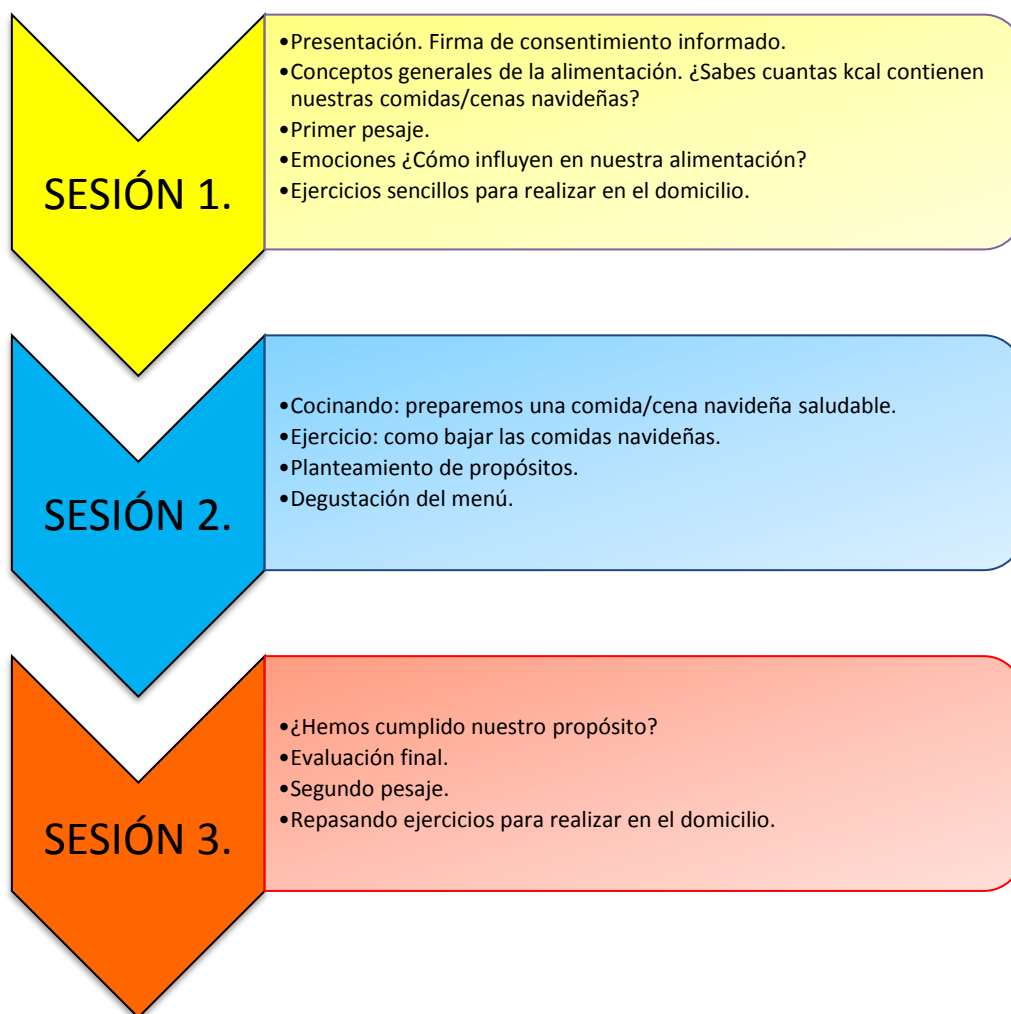 SESIÓN 1.
•Presentación. Firma de consentimiento informado.
•Conceptos generales de la alimentación. ¿Sabes cuantas kcal contienen
nuestras comidas/cenas navideñas?
•Primer pesaje.
•Emociones ¿Cómo influyen en nuestra alimentación?
•Ejercicios sencillos para realizar en el domicilio.
SESIÓN 2.
•Cocinando: preparemos una comida/cena navideña saludable.
•Ejercicio: como bajar las comidas navideñas.
•Planteamiento de propósitos.
•Degustación del menú.
SESIÓN 3.
•¿Hemos cumplido nuestro propósito?
•Evaluación final.
•Segundo pesaje.
•Repasando ejercicios para realizar en el domicilio.